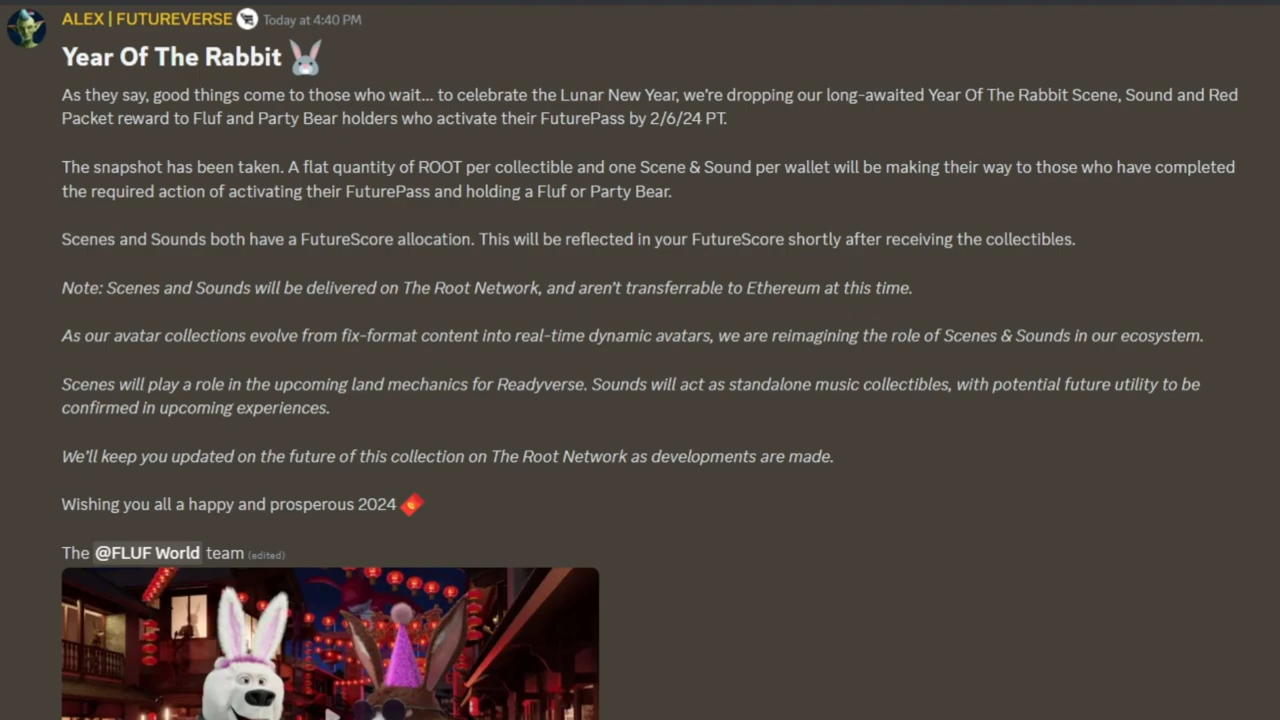 ALEX | FUTUREVERSE Today at 4:40 PM
Year Of The Rabbit 🐰
As they say, good things come to those who wait... to celebrate the Lunar New Year, we're dropping our long-awaited Year Of The Rabbit Scene, Sound and Red
Packet reward to Fluf and Party Bear holders who activate their FuturePass by 2/6/24 PT.
The snapshot has been taken. A flat quantity of ROOT per collectible and one Scene & Sound per wallet will be making their way to those who have completed
the required action of activating their FuturePass and holding a Fluf or Party Bear.
Scenes and Sounds both have a FutureScore allocation. This will be reflected in your FutureScore shortly after receiving the collectibles.
Note: Scenes and Sounds will be delivered on The Root Network, and aren't transferrable to Ethereum at this time.
As our avatar collections evolve from fix-format content into real-time dynamic avatars, we are reimagining the role of Scenes & Sounds in our ecosystem.
Scenes will play a role in the upcoming land mechanics for Readyverse. Sounds will act as standalone music collectibles, with potential future utility to be
confirmed in upcoming experiences.
We'll keep you updated on the future of this collection on The Root Network as developments are made.
Wishing you all a happy and prosperous 2024 🧧
The @FLUF World team (edited)